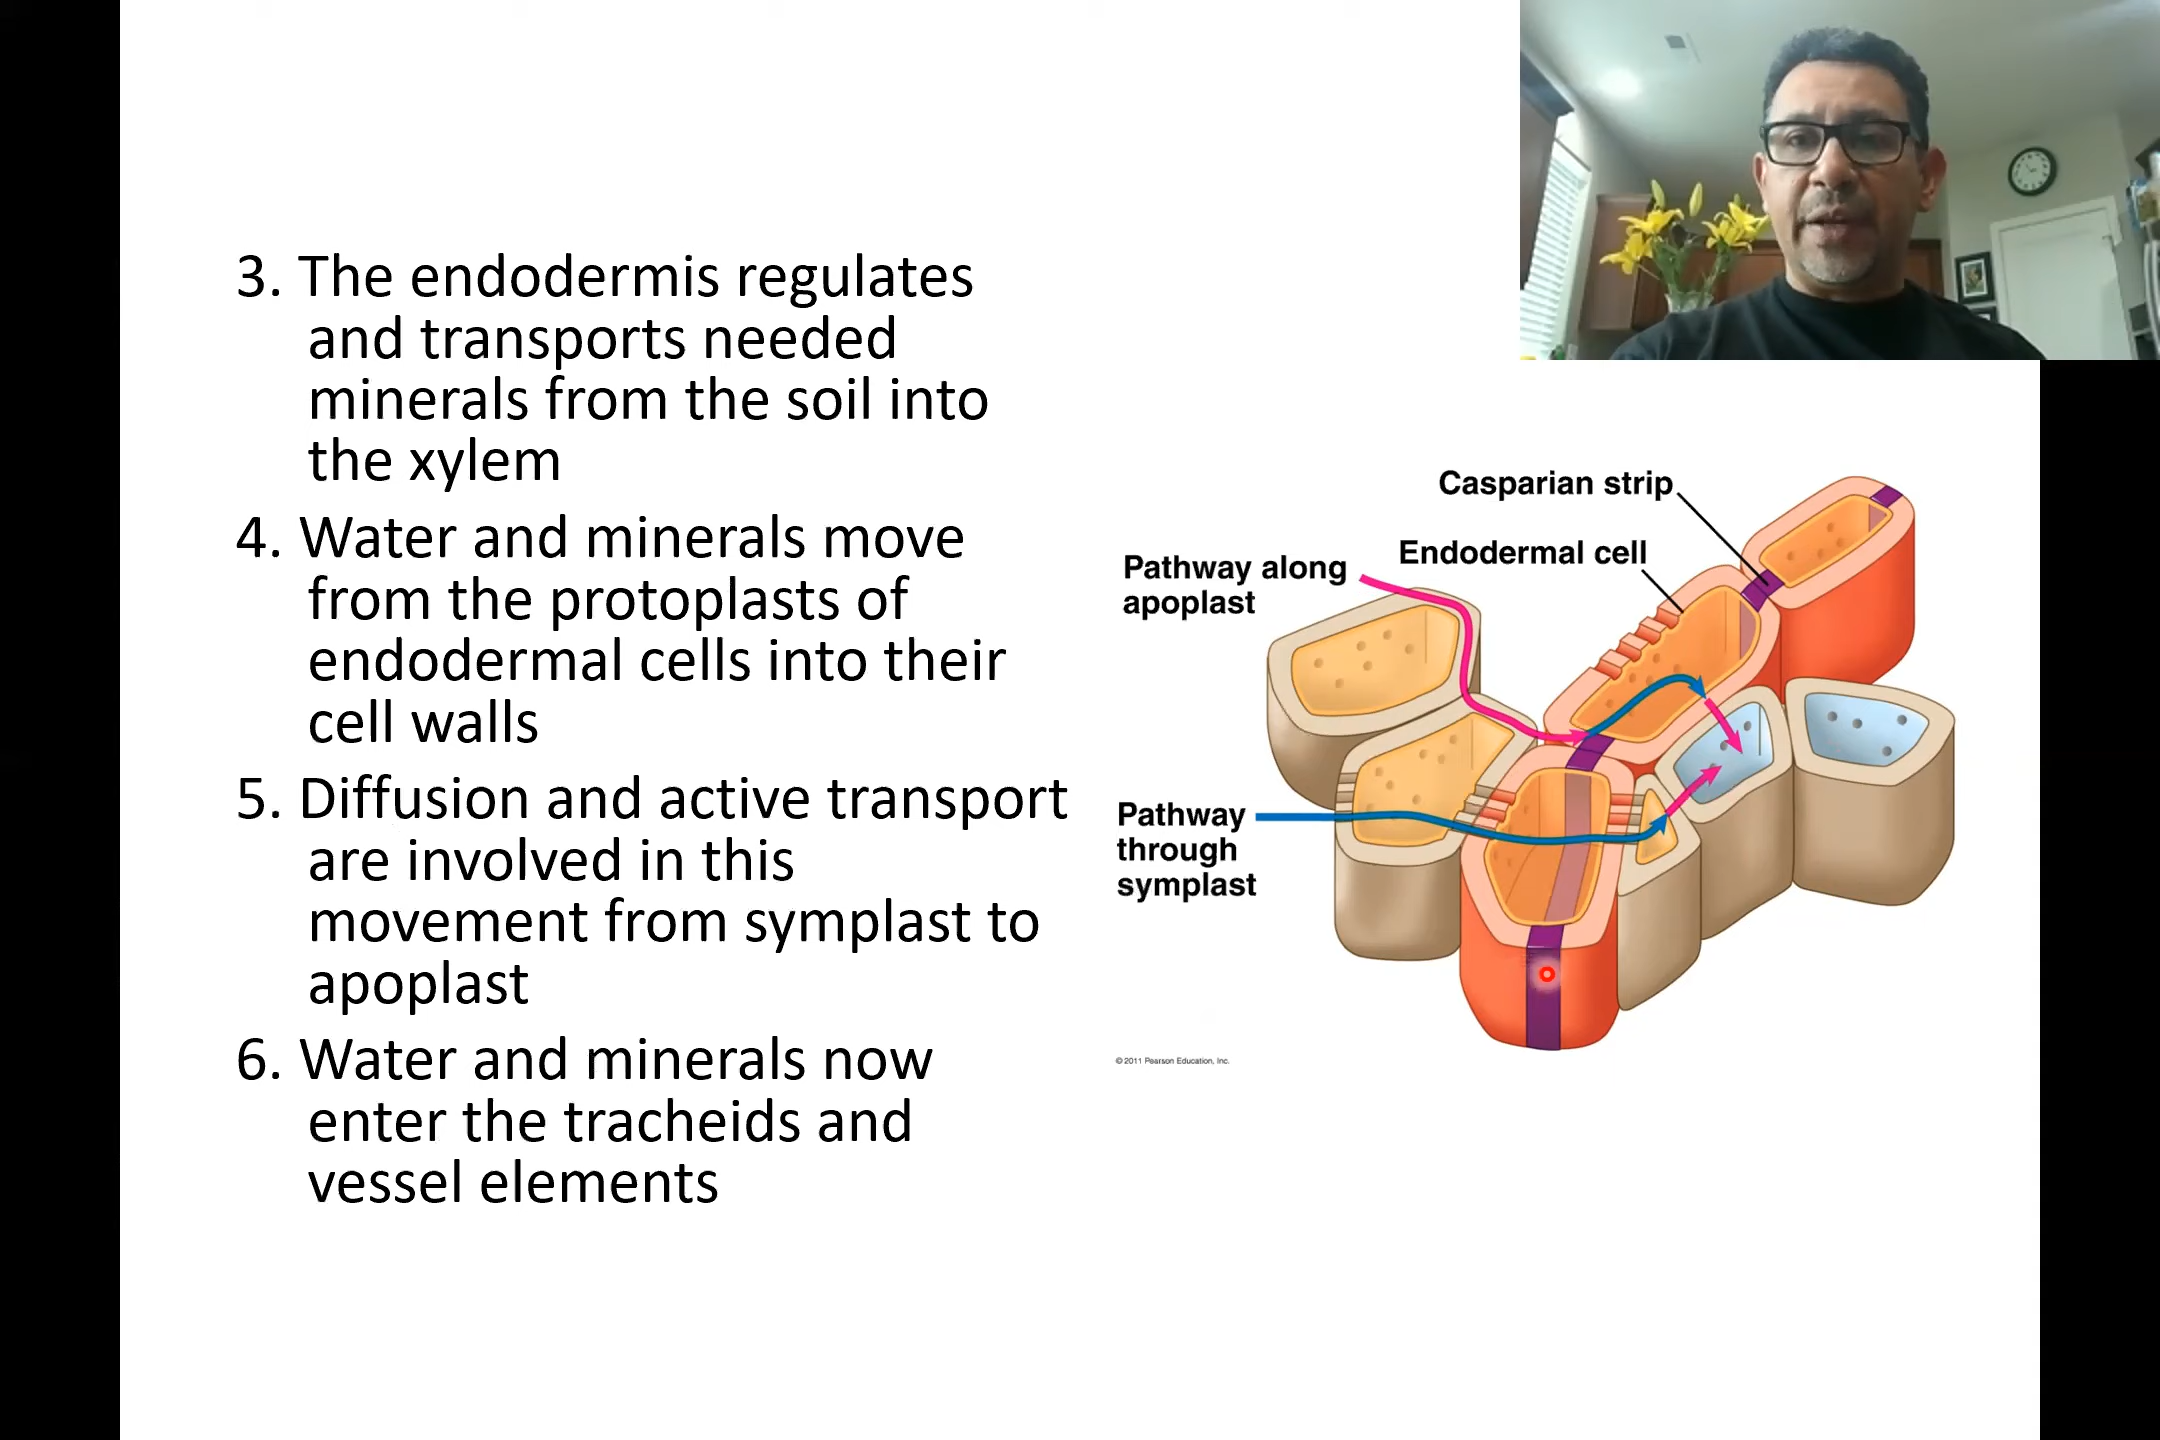 3. The endodermis regulates
and transports needed
minerals from the soil into
the xylem
4. Water and minerals move
from the protoplasts of
endodermal cells into their
cell walls
5. Diffusion and active transport
are involved in this
movement from symplast to
apoplast
6. Water and minerals now
enter the tracheids and
vessel elements
Casparian strip
Endodermal cell
Pathway along
apoplast
Pathway
through
symplast
© 2011 Pearson Education, Inc.